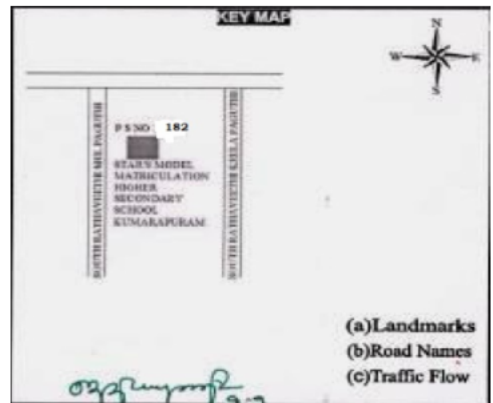 KEY MAP
N
W E
S
P S NO 182
STAR'S MODEL
MATRICULATION
HIGHER
SECONDARY
SCHOOL
KUMARAPURAM
SOUTH RATHAVEETHI MEL PAGUTHI
SOUTH RATHAVEETHI KEELA PAGUTHI
(a)Landmarks
(b)Road Names
(c)Traffic Flow